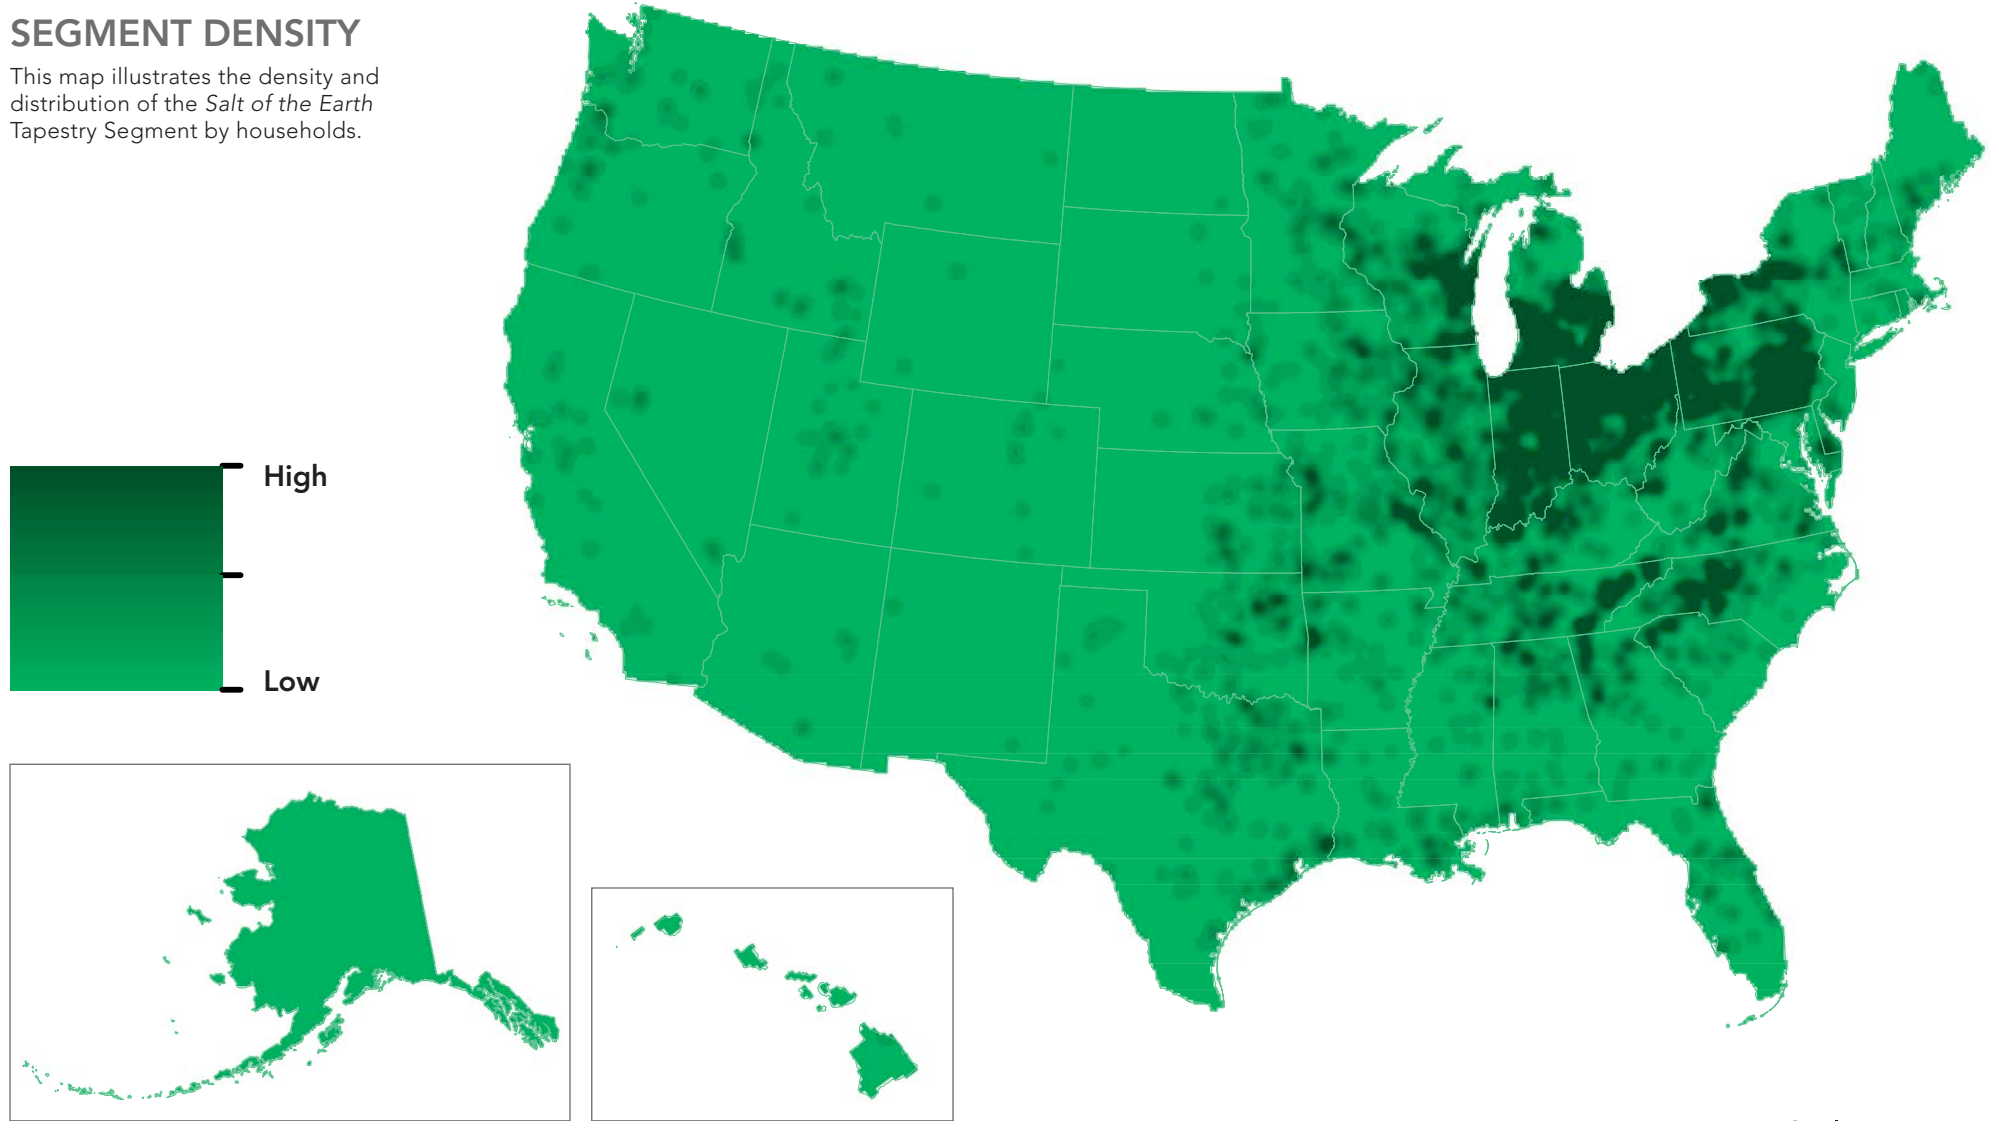 SEGMENT DENSITY
This map illustrates the density and
distribution of the Salt of the Earth
Tapestry Segment by households.
High
Low